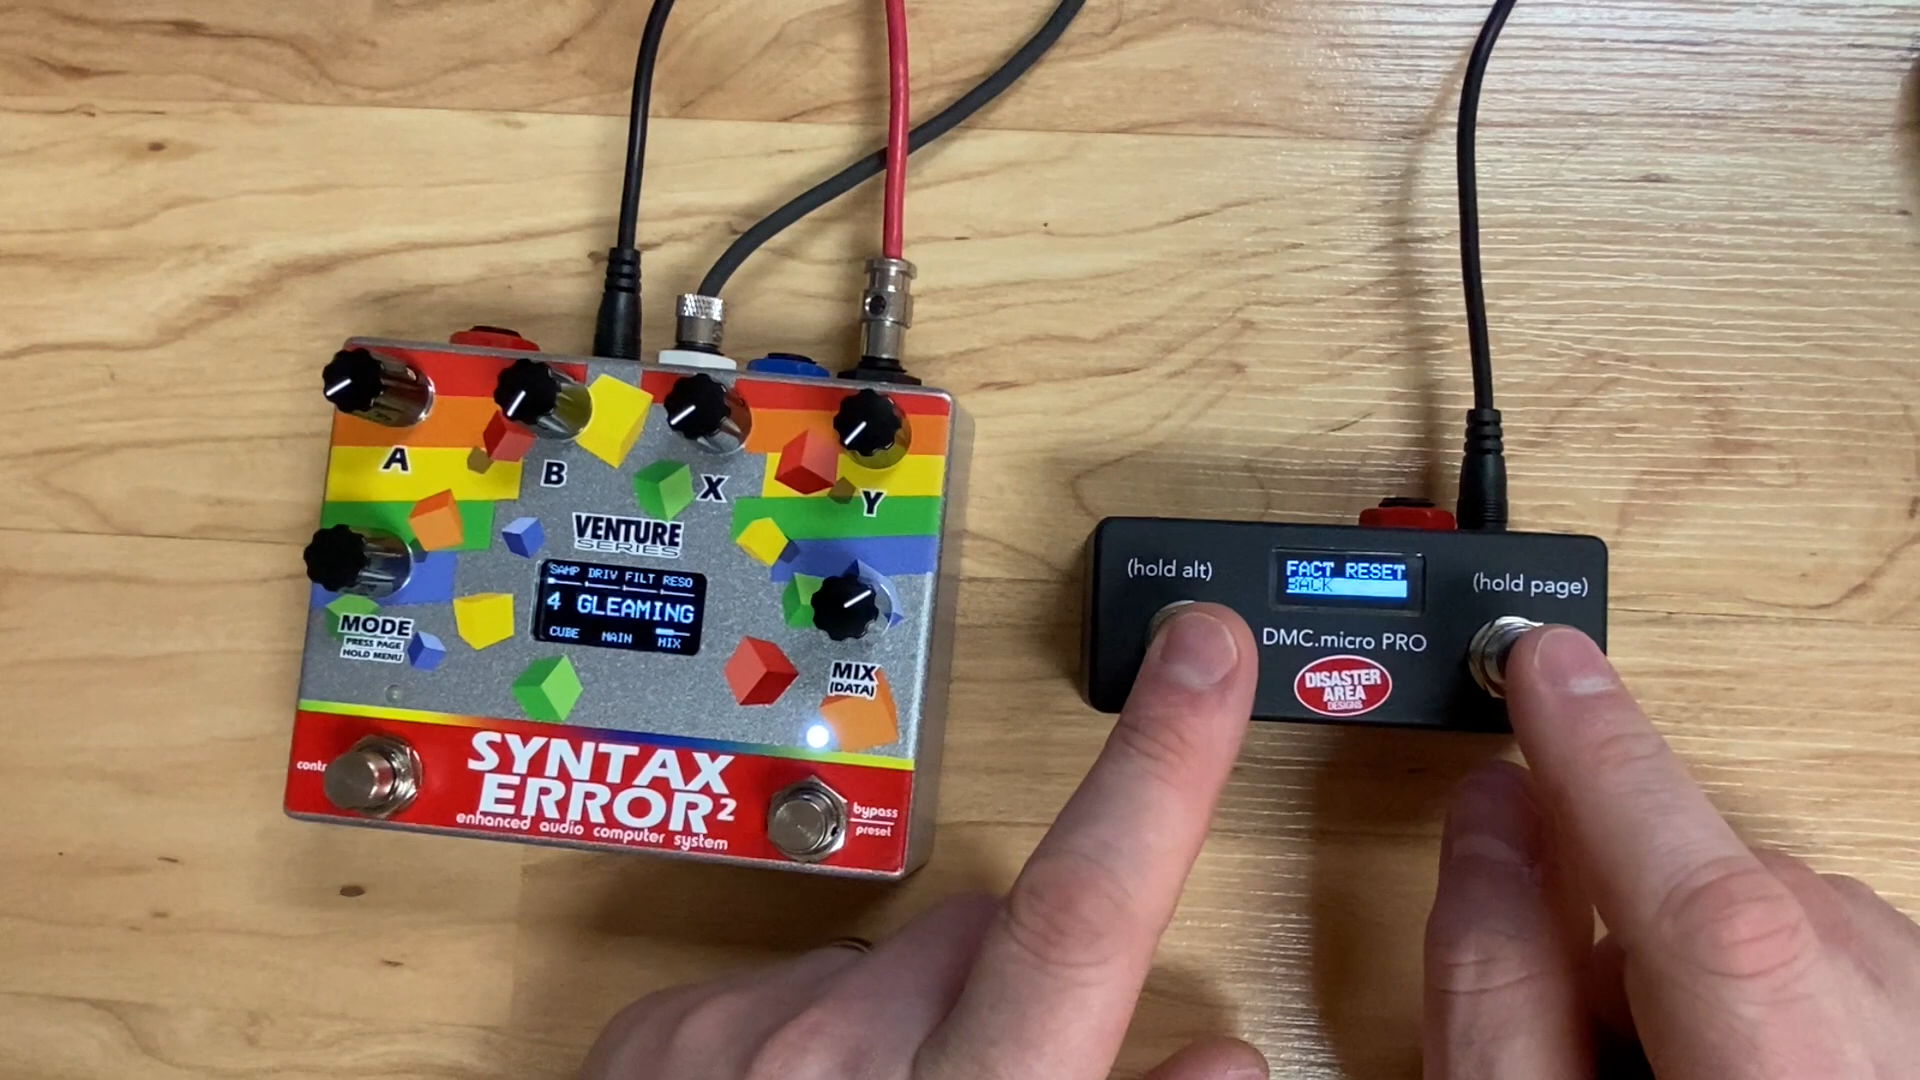 A
B
X
Y
VENTURE
SERIES
SAMP DRIV FILT RESO
4 GLEAMING
CUBE MAIN MIX
MODE
PRESS PAGE
HOLD MENU
MIX
(DATA)
SYNTAX
ERROR2
enhanced audio computer system
contr
bypass
preset
(hold alt)
FACT RESET
BACK
(hold page)
DMC.micro PRO
DISASTER
AREA
DESIGNS